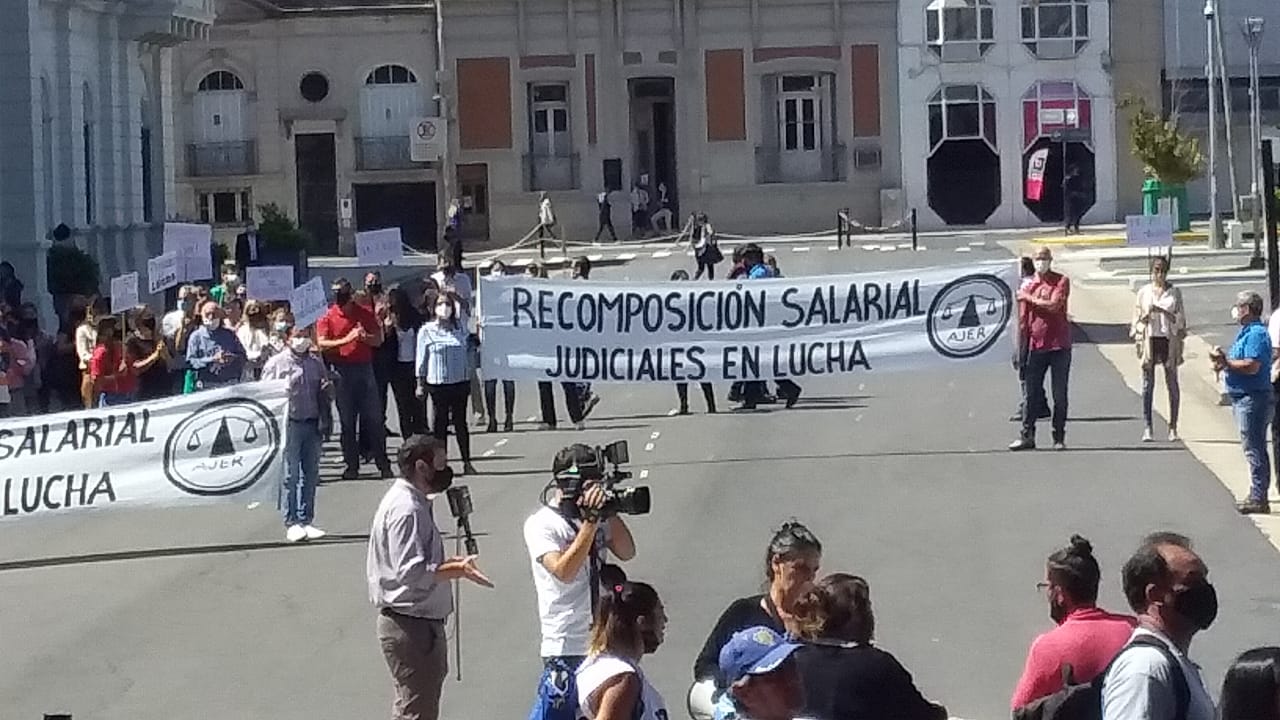 RECOMPOSICIÓN SALARIAL
JUDICIALES EN LUCHA
AJER
SALARIAL
LUCHA
AJER